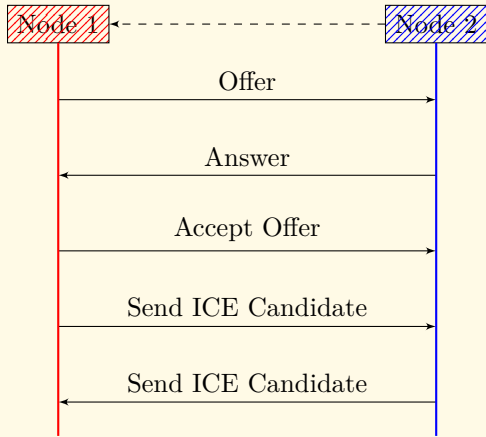 Node 1
Node 2
Offer
Answer
Accept Offer
Send ICE Candidate
Send ICE Candidate